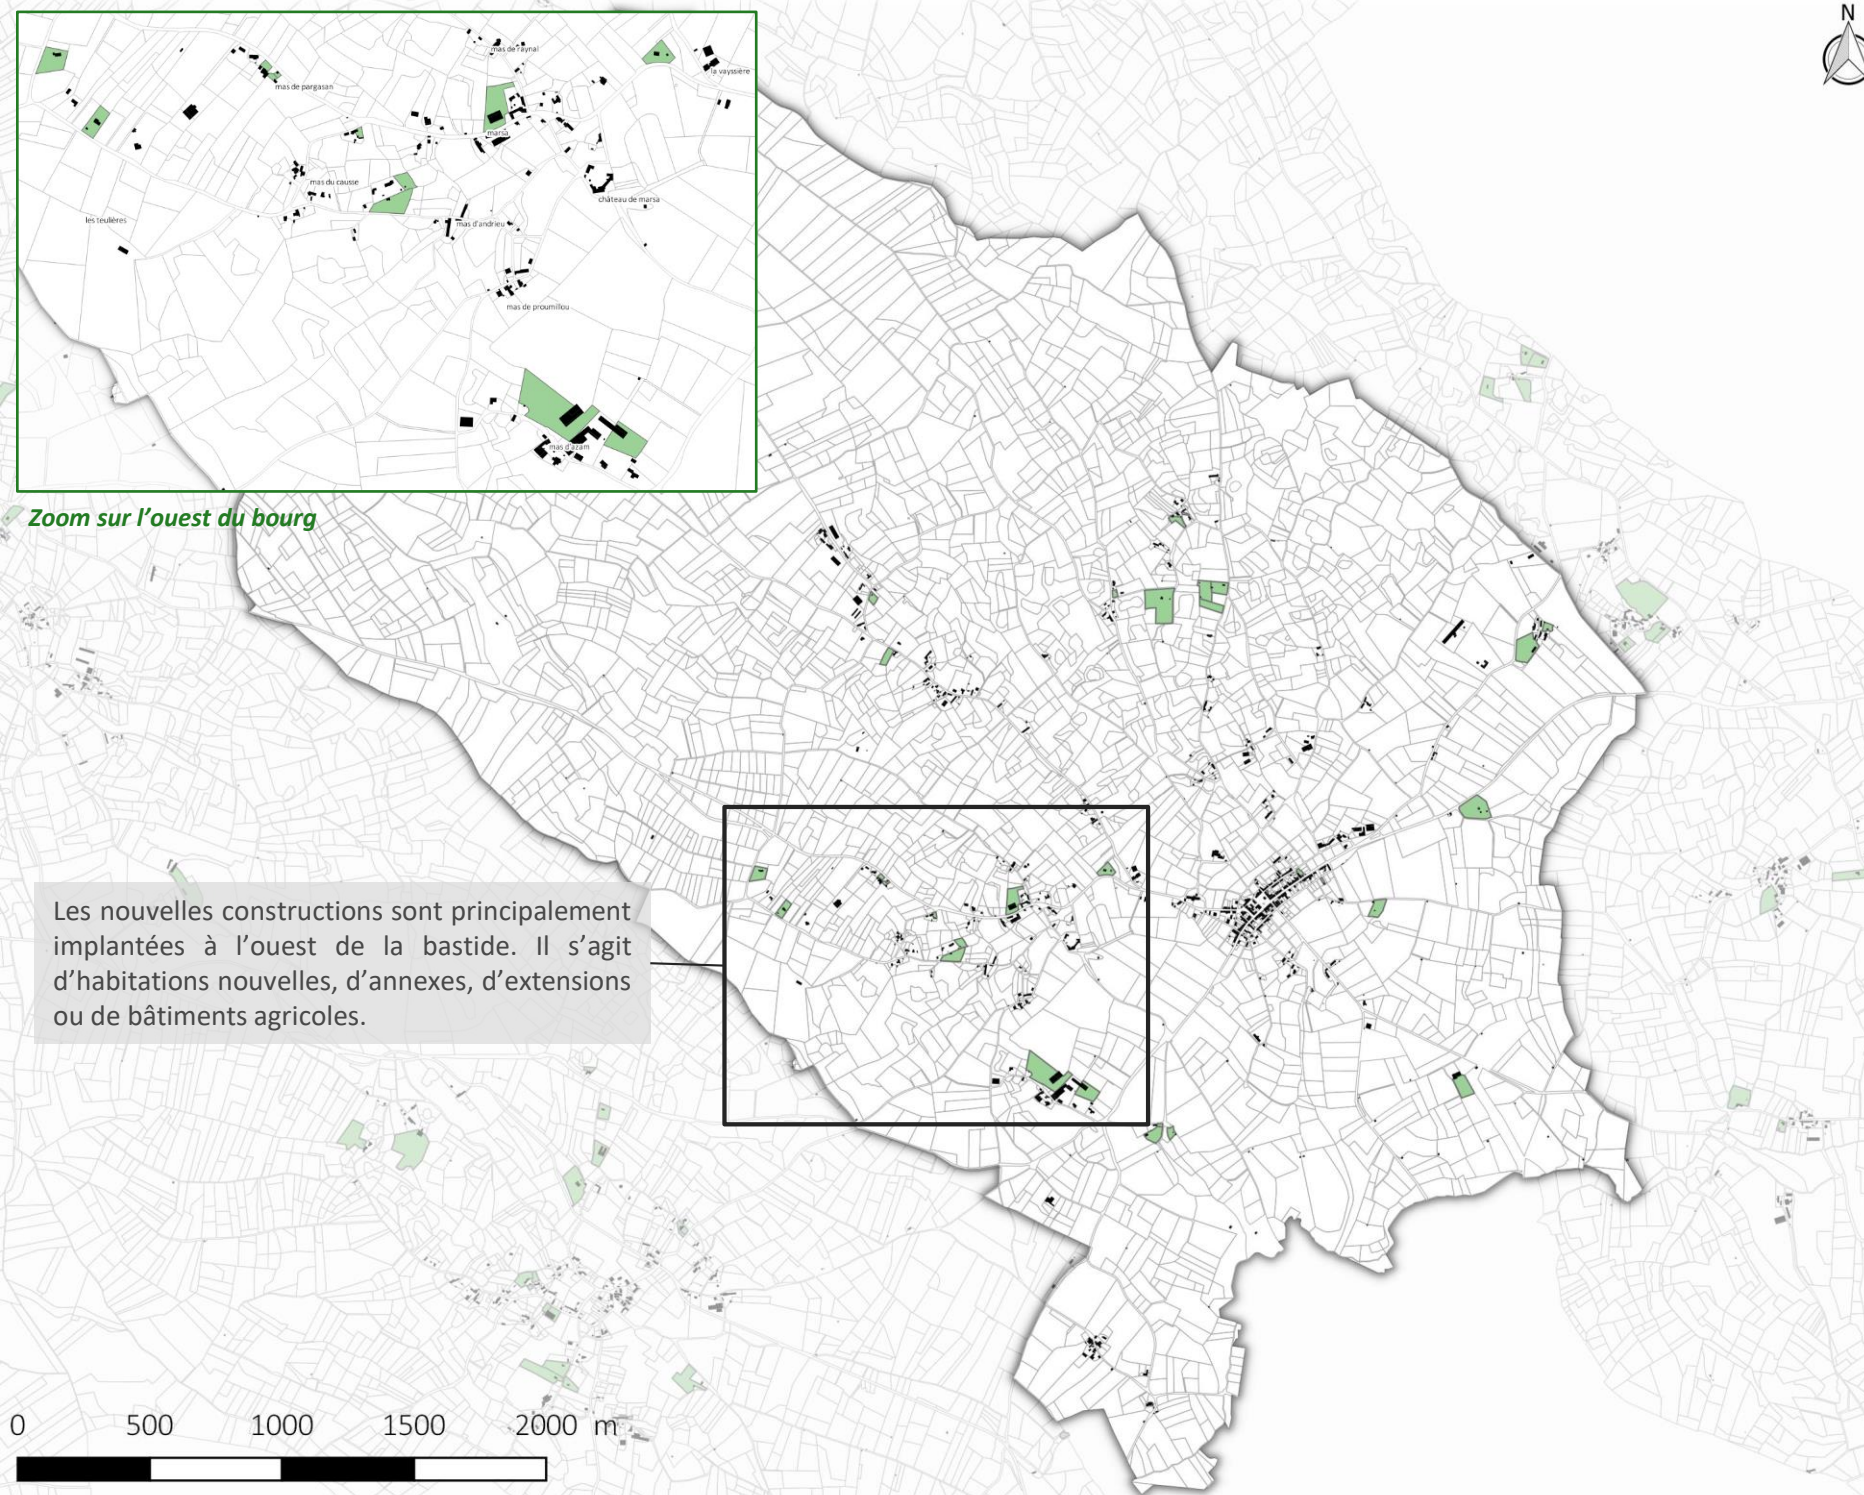 N
mas de raynal
la vayssière
mas de pargasan
marsa
mas du causse
château de marsa
les teulières
mas d'andrieu
mas de proumillou
mas d'azam
Zoom sur l'ouest du bourg
Les nouvelles constructions sont principalement
implantées à l'ouest de la bastide. Il s'agit
d'habitations nouvelles, d'annexes, d'extensions
ou de bâtiments agricoles.
0 500 1000 1500 2000 m